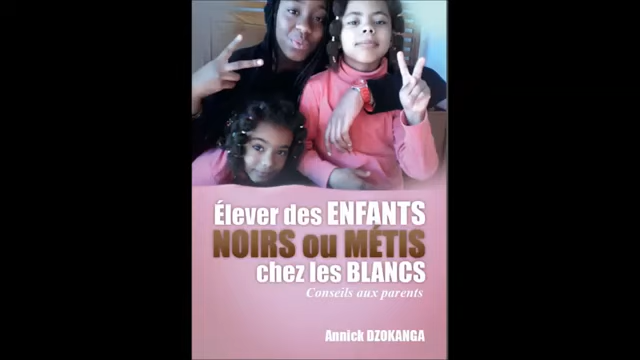 Élever des ENFANTS
NOIRS ou MÉTIS
chez les BLANCS
Conseils aux parents
Annick DZOKANGA